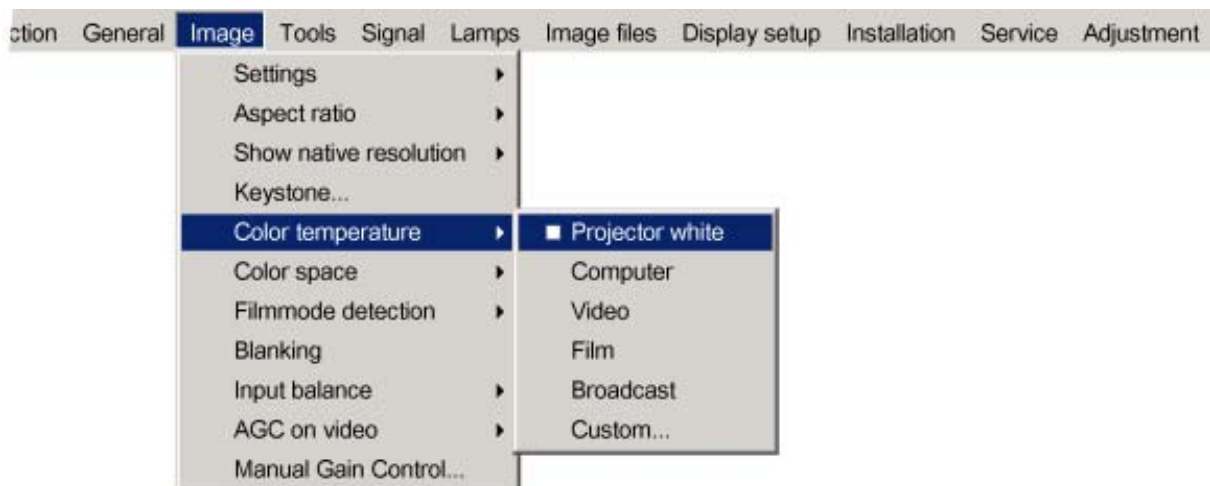 ction General Image Tools Signal Lamps Image files Display setup Installation Service Adjustment
Settings
Aspect ratio
Show native resolution
Keystone...
Color temperature
Projector white
Color space
Computer
Filmmode detection
Video
Blanking
Film
Input balance
Broadcast
AGC on video
Custom...
Manual Gain Control...